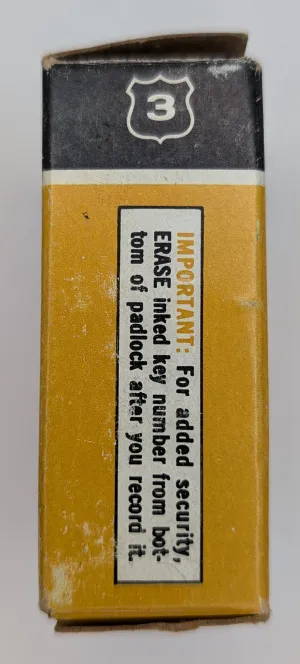 3
IMPORTANT: For added security,
ERASE inked key number from bot-
tom of padlock after you record it.